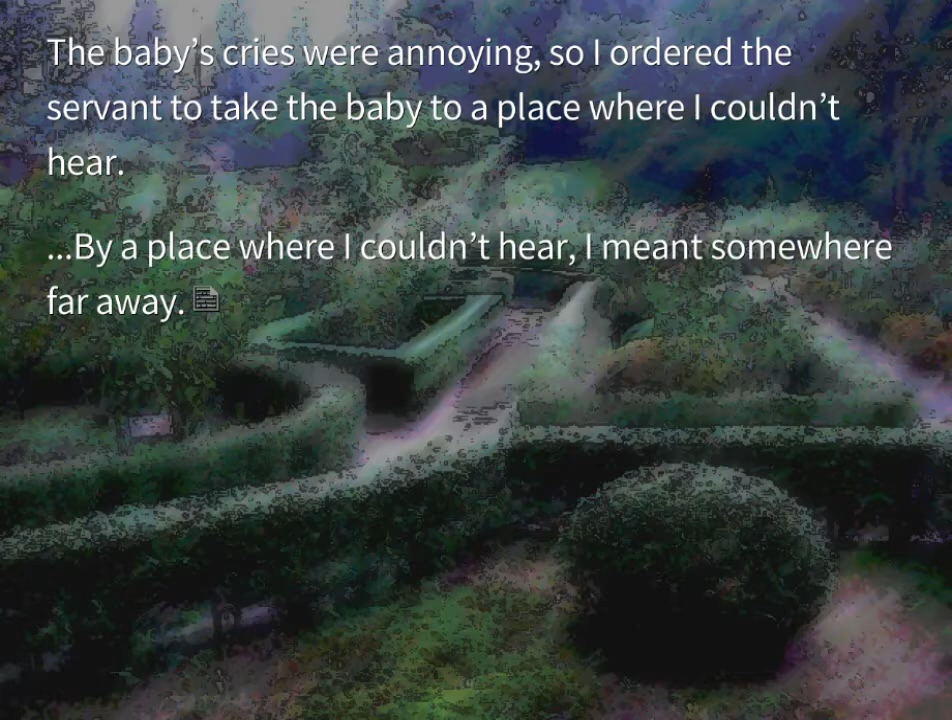 The baby’s cries were annoying, so I ordered the
servant to take the baby to a place where I couldn’t
hear.
...By a place where I couldn’t hear, I meant somewhere
far away.